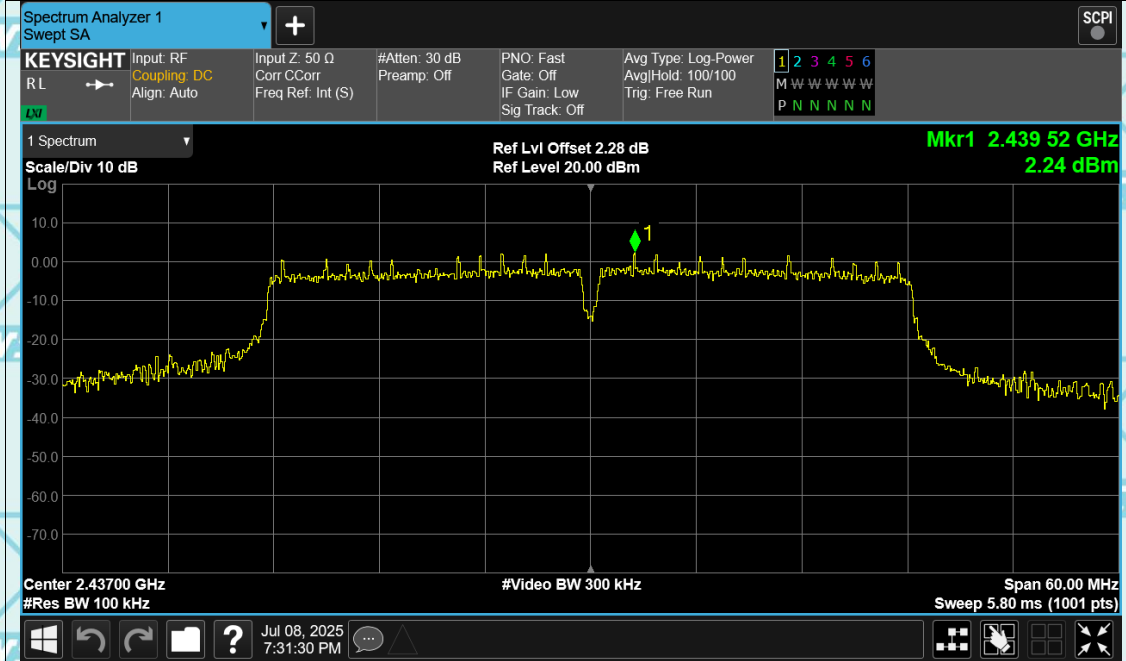 Spectrum Analyzer 1
Swept SA
+
SCPI
KEYSIGHT
R L
LXI
Input: RF
Coupling: DC
Align: Auto
Input Z: 50 Ω
Corr CCorr
Freq Ref: Int (S)
#Atten: 30 dB
Preamp: Off
PNO: Fast
Gate: Off
IF Gain: Low
Sig Track: Off
Avg Type: Log-Power
Avg|Hold: 100/100
Trig: Free Run
1 2 3 4 5 6
M W W W W W
P N N N N N
1 Spectrum
Scale/Div 10 dB
Log
Ref Lvl Offset 2.28 dB
Ref Level 20.00 dBm
Mkr1 2.439 52 GHz
2.24 dBm
1
10.0
0.00
-10.0
-20.0
-30.0
-40.0
-50.0
-60.0
-70.0
Center 2.43700 GHz
#Res BW 100 kHz
#Video BW 300 kHz
Span 60.00 MHz
Sweep 5.80 ms (1001 pts)
?
Jul 08, 2025
7:31:30 PM